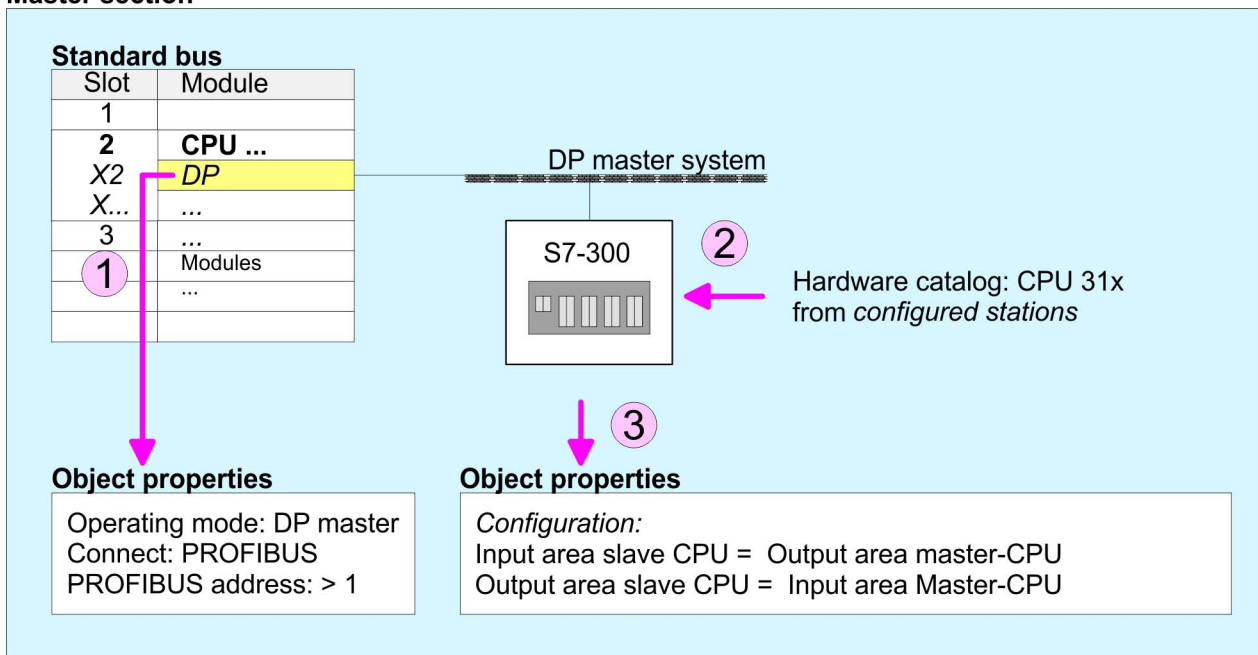 Master section
Standard bus
Slot Module
1
2 CPU ...
X2 DP
X... ...
3 ...
Modules
...
DP master system
S7-300
1
2
Hardware catalog: CPU 31x
from configured stations
3
Object properties
Operating mode: DP master
Connect: PROFIBUS
PROFIBUS address: > 1
Object properties
Configuration:
Input area slave CPU = Output area master-CPU
Output area slave CPU = Input area Master-CPU